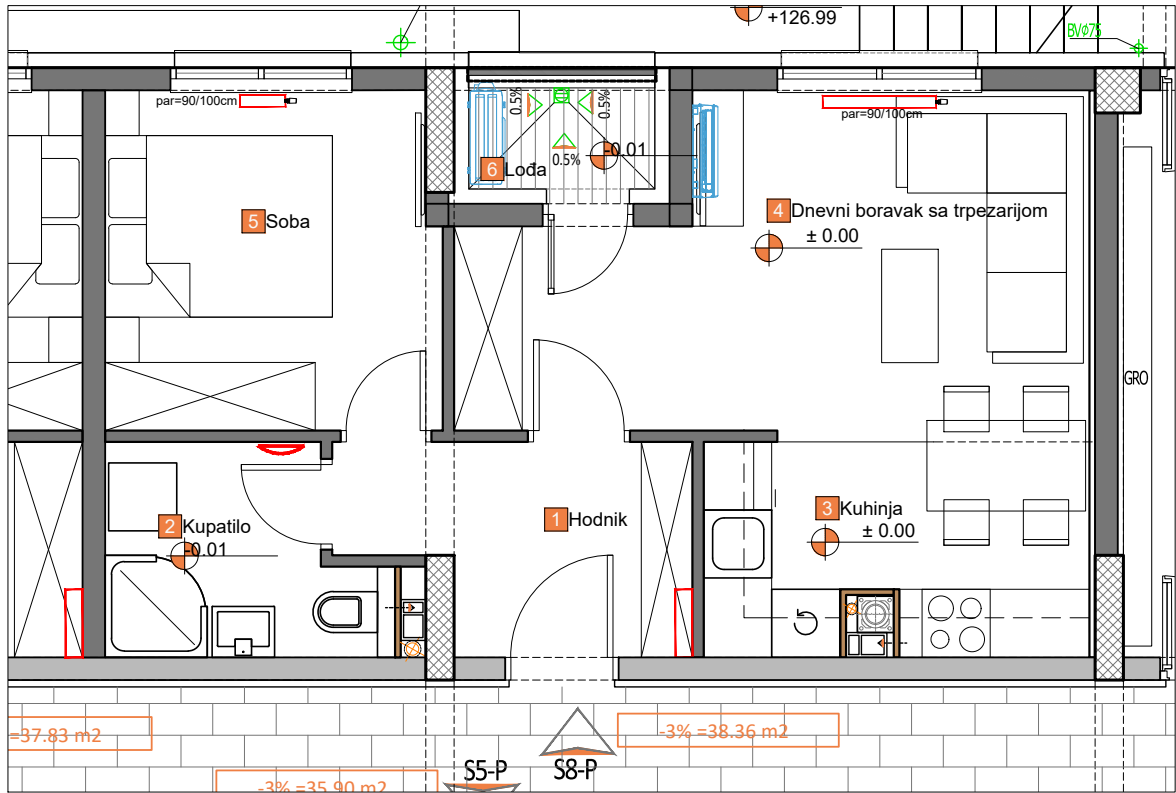 +126.99
BVø75
par=90/100cm
par=90/100cm
0.5%
0.5%
0.5%
-0.01
6 Lođa
5 Soba
4 Dnevni boravak sa trpezarijom
± 0.00
GRO
2 Kupatilo
-0.01
1 Hodnik
3 Kuhinja
± 0.00
=37.83 m2
-3% =38.36 m2
-3% =35.90 m2
S5-P
S8-P